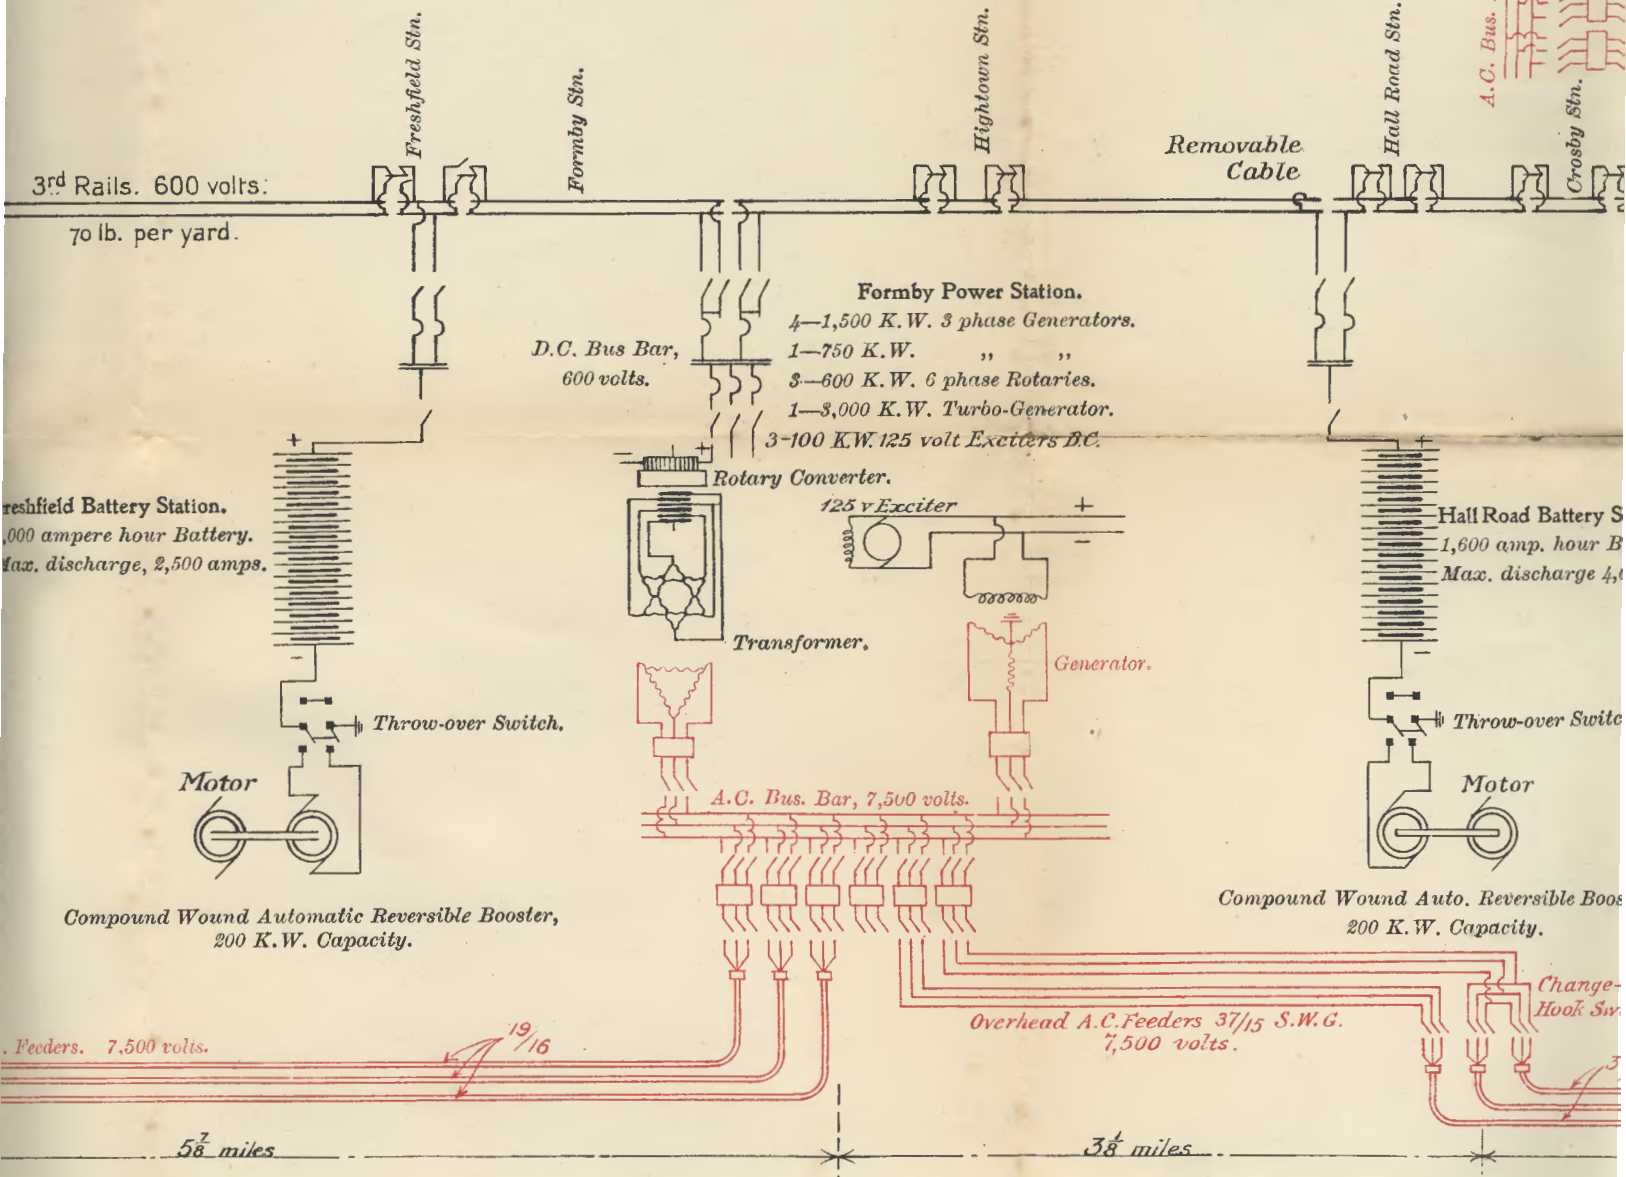 Freshfield Stn.
Formby Stn.
Hightown Stn.
Hall Road Stn.
A.C. Bus.
Crosby Stn.
Removable
Cable
3rd Rails. 600 volts.
70 lb. per yard.
Formby Power Station.
4—1,500 K.W. 3 phase Generators.
1—750 K.W. ,, ,,
3—600 K.W. 6 phase Rotaries.
1—3,000 K.W. Turbo-Generator.
3-100 K.W. 125 volt Exciters D.C.
D.C. Bus Bar,
600 volts.
+
− +
+
Rotary Converter.
125 v Exciter
+
−
reshfield Battery Station.
,000 ampere hour Battery.
Max. discharge, 2,500 amps.
Hall Road Battery S
1,600 amp. hour B
Max. discharge 4,
Transformer.
Generator.
−
−
Throw-over Switch.
Throw-over Switc
Motor
Motor
A.C. Bus. Bar, 7,500 volts.
Compound Wound Automatic Reversible Booster,
200 K.W. Capacity.
Compound Wound Auto. Reversible Boos
200 K.W. Capacity.
Change-
Hook Sw
Overhead A.C. Feeders 37/15 S.W.G.
7,500 volts.
. Feeders. 7,500 volts.
19/16
3
5 7/8 miles
3 1/8 miles